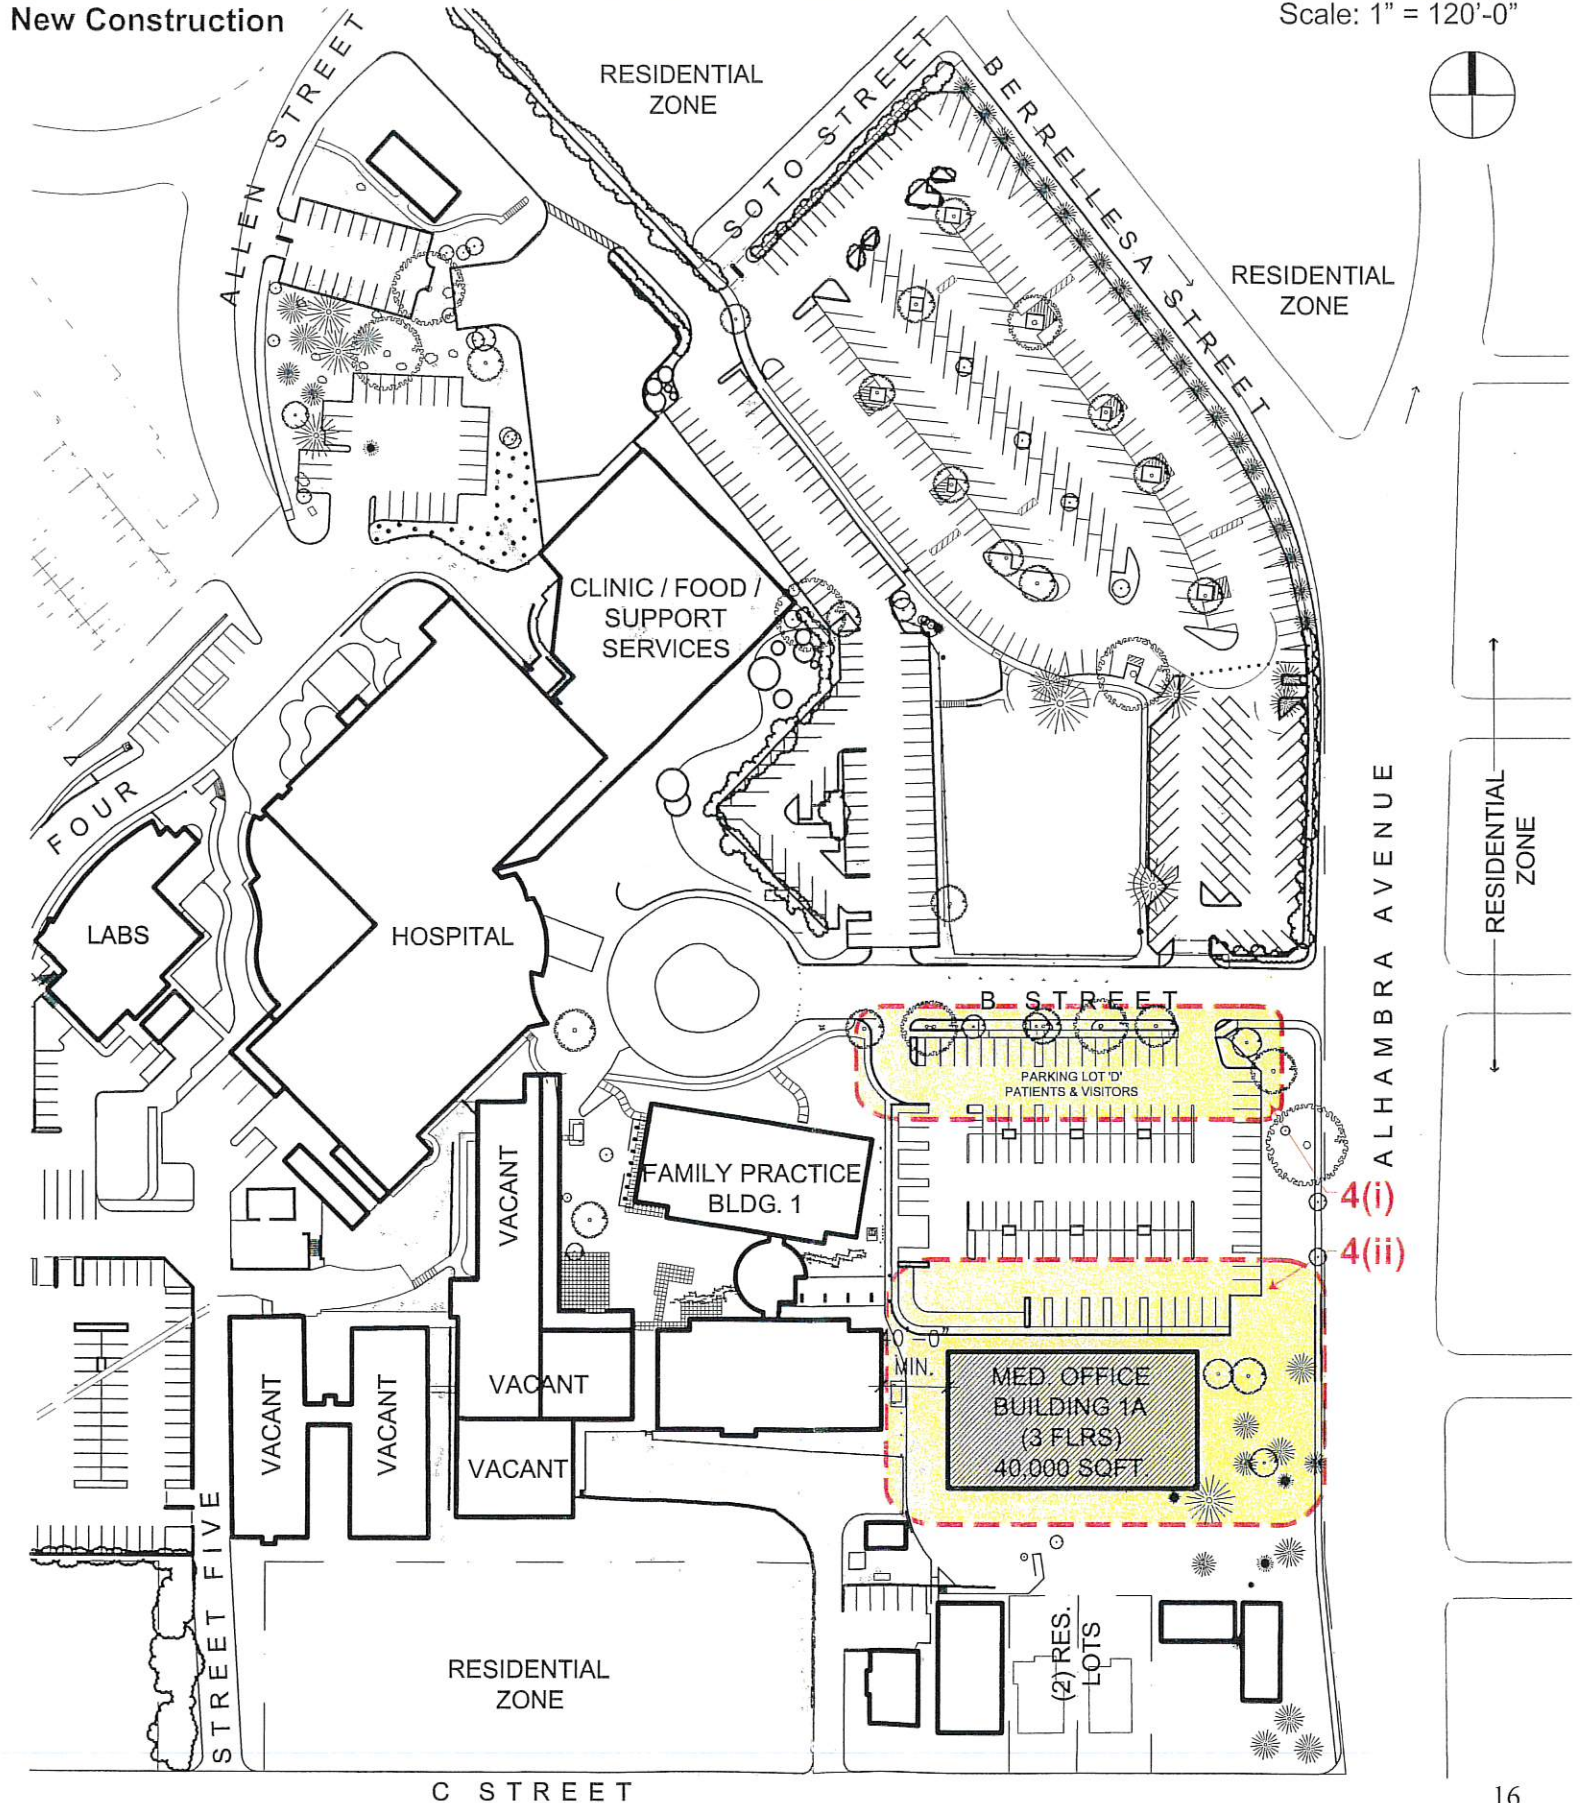 New Construction
Scale: 1" = 120'-0"
RESIDENTIAL
ZONE
ALLEN STREET
SOTO STREET
BERRELLESA STREET
RESIDENTIAL
ZONE
CLINIC / FOOD /
SUPPORT
SERVICES
FOUR
LABS
HOSPITAL
ALHAMBRA AVENUE
RESIDENTIAL
ZONE
B STREET
PARKING LOT 'D'
PATIENTS & VISITORS
VACANT
FAMILY PRACTICE
BLDG. 1
4(i)
4(ii)
40'-0"
MIN.
MED. OFFICE
BUILDING 1A
(3 FLRS)
40,000 SQFT.
VACANT
VACANT
VACANT
VACANT
STREET FIVE
RESIDENTIAL
ZONE
(2) RES.
LOTS
C STREET
16